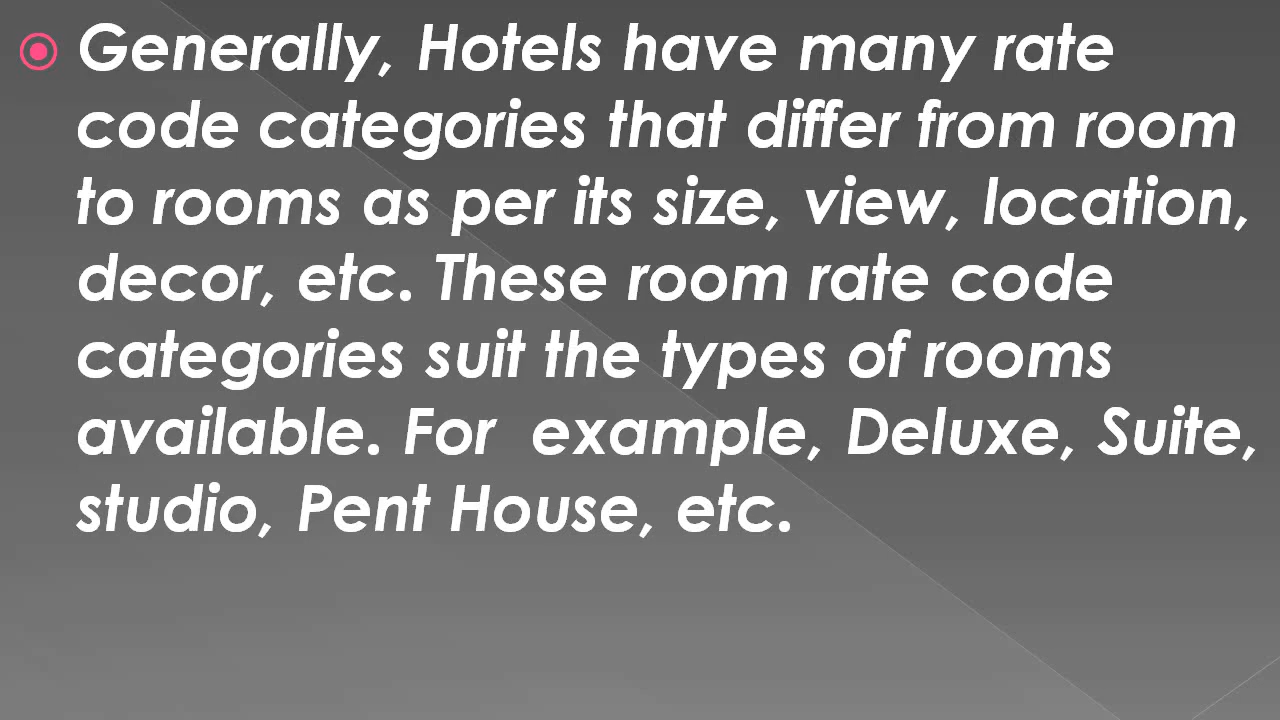 Generally, Hotels have many rate
code categories that differ from room
to rooms as per its size, view, location,
decor, etc. These room rate code
categories suit the types of rooms
available. For  example, Deluxe, Suite,
studio, Pent House, etc.